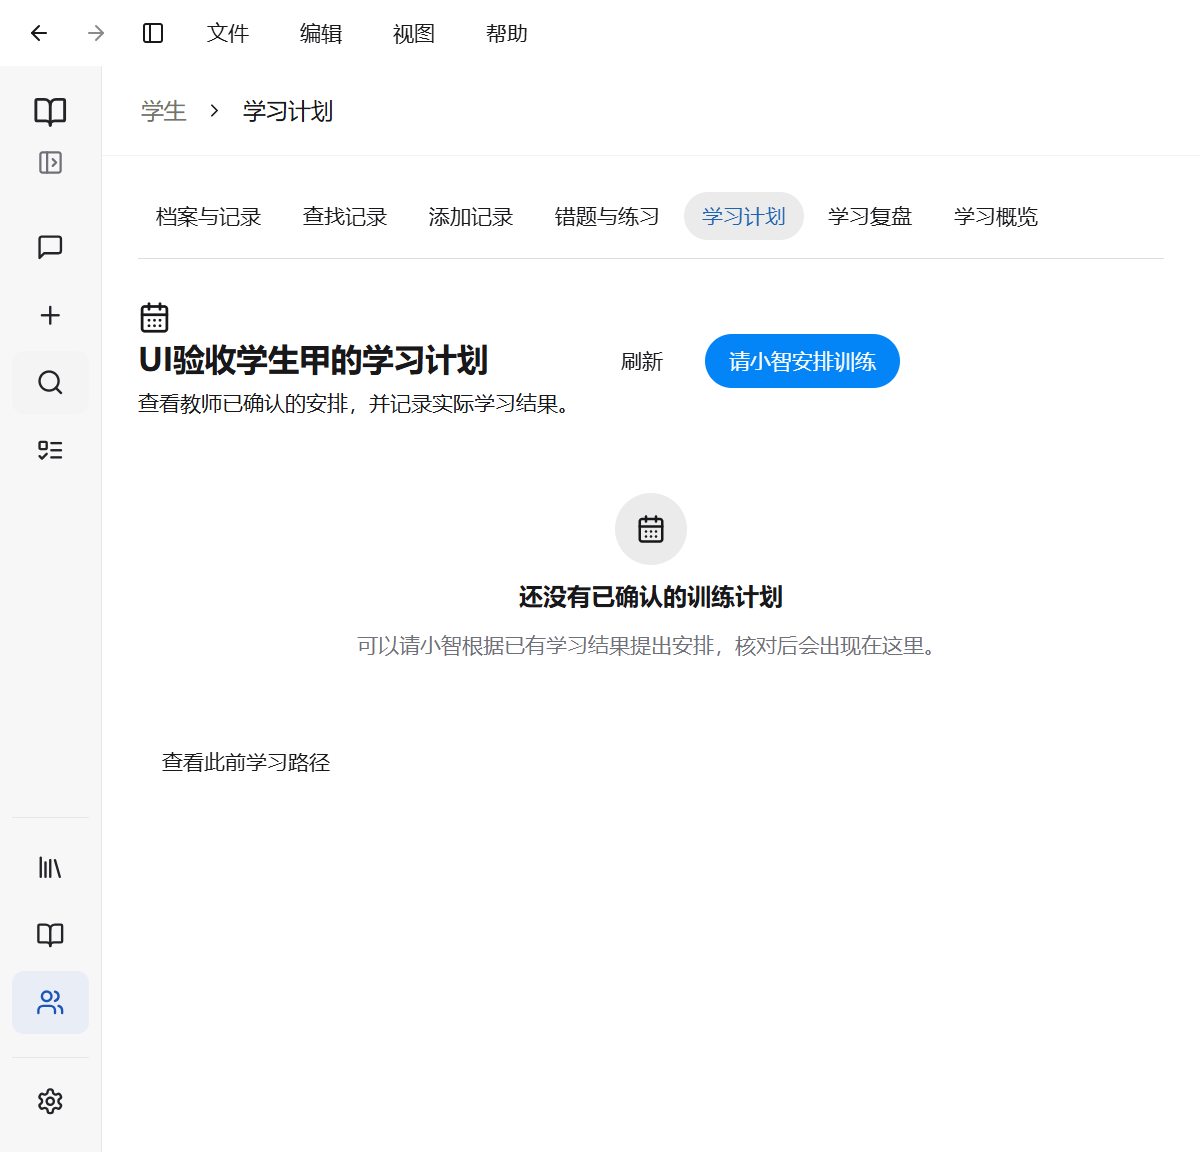 文件 编辑 视图 帮助
学生 学习计划
档案与记录 查找记录 添加记录 错题与练习 学习计划 学习复盘 学习概览
UI验收学生甲的学习计划
刷新 请小智安排训练
查看教师已确认的安排，并记录实际学习结果。
还没有已确认的训练计划
可以请小智根据已有学习结果提出安排，核对后会出现在这里。
查看此前学习路径